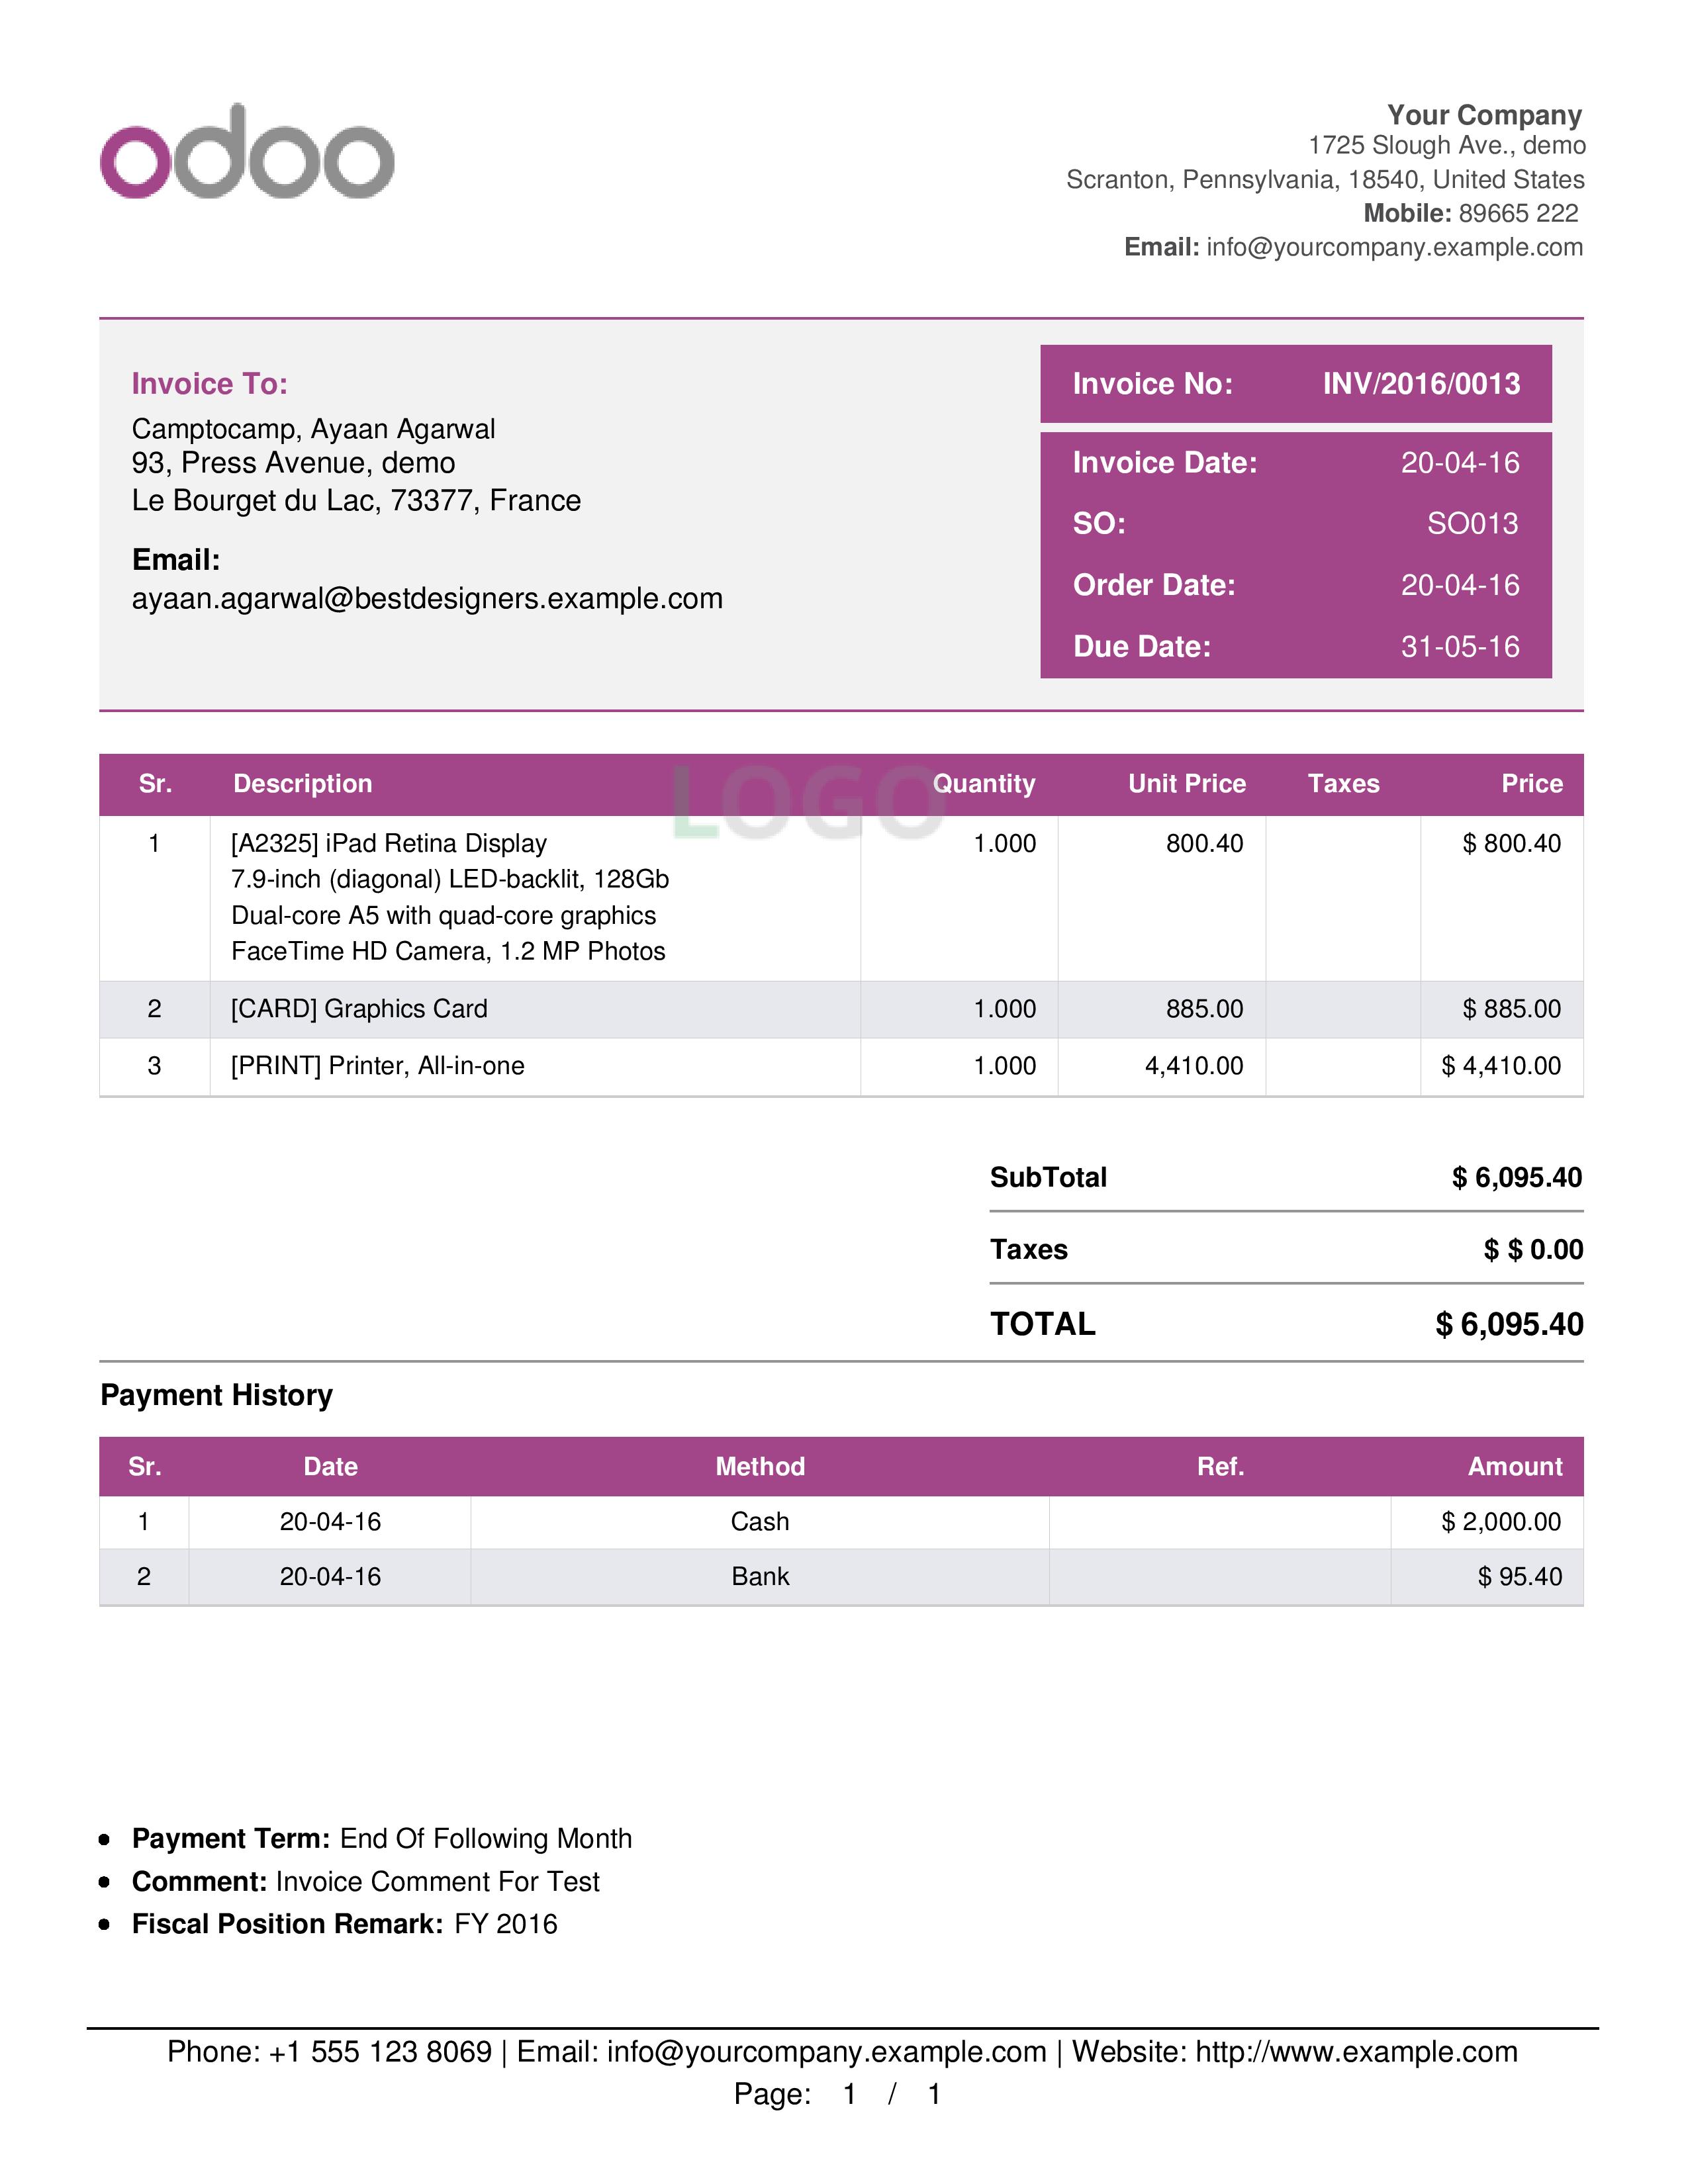 odoo
Your Company
1725 Slough Ave., demo
Scranton, Pennsylvania, 18540, United States
Mobile: 89665 222
Email: info@yourcompany.example.com
Invoice To:
Camptocamp, Ayaan Agarwal
93, Press Avenue, demo
Le Bourget du Lac, 73377, France
Email:
ayaan.agarwal@bestdesigners.example.com
Invoice No: INV/2016/0013
Invoice Date: 20-04-16
SO: SO013
Order Date: 20-04-16
Due Date: 31-05-16
LOGO
Sr. Description Quantity Unit Price Taxes Price
1 [A2325] iPad Retina Display 1.000 800.40 $ 800.40
7.9-inch (diagonal) LED-backlit, 128Gb
Dual-core A5 with quad-core graphics
FaceTime HD Camera, 1.2 MP Photos
2 [CARD] Graphics Card 1.000 885.00 $ 885.00
3 [PRINT] Printer, All-in-one 1.000 4,410.00 $ 4,410.00
SubTotal $ 6,095.40
Taxes $ $ 0.00
TOTAL $ 6,095.40
Payment History
Sr. Date Method Ref. Amount
1 20-04-16 Cash $ 2,000.00
2 20-04-16 Bank $ 95.40
• Payment Term: End Of Following Month
• Comment: Invoice Comment For Test
• Fiscal Position Remark: FY 2016
Phone: +1 555 123 8069 | Email: info@yourcompany.example.com | Website: http://www.example.com
Page: 1 / 1